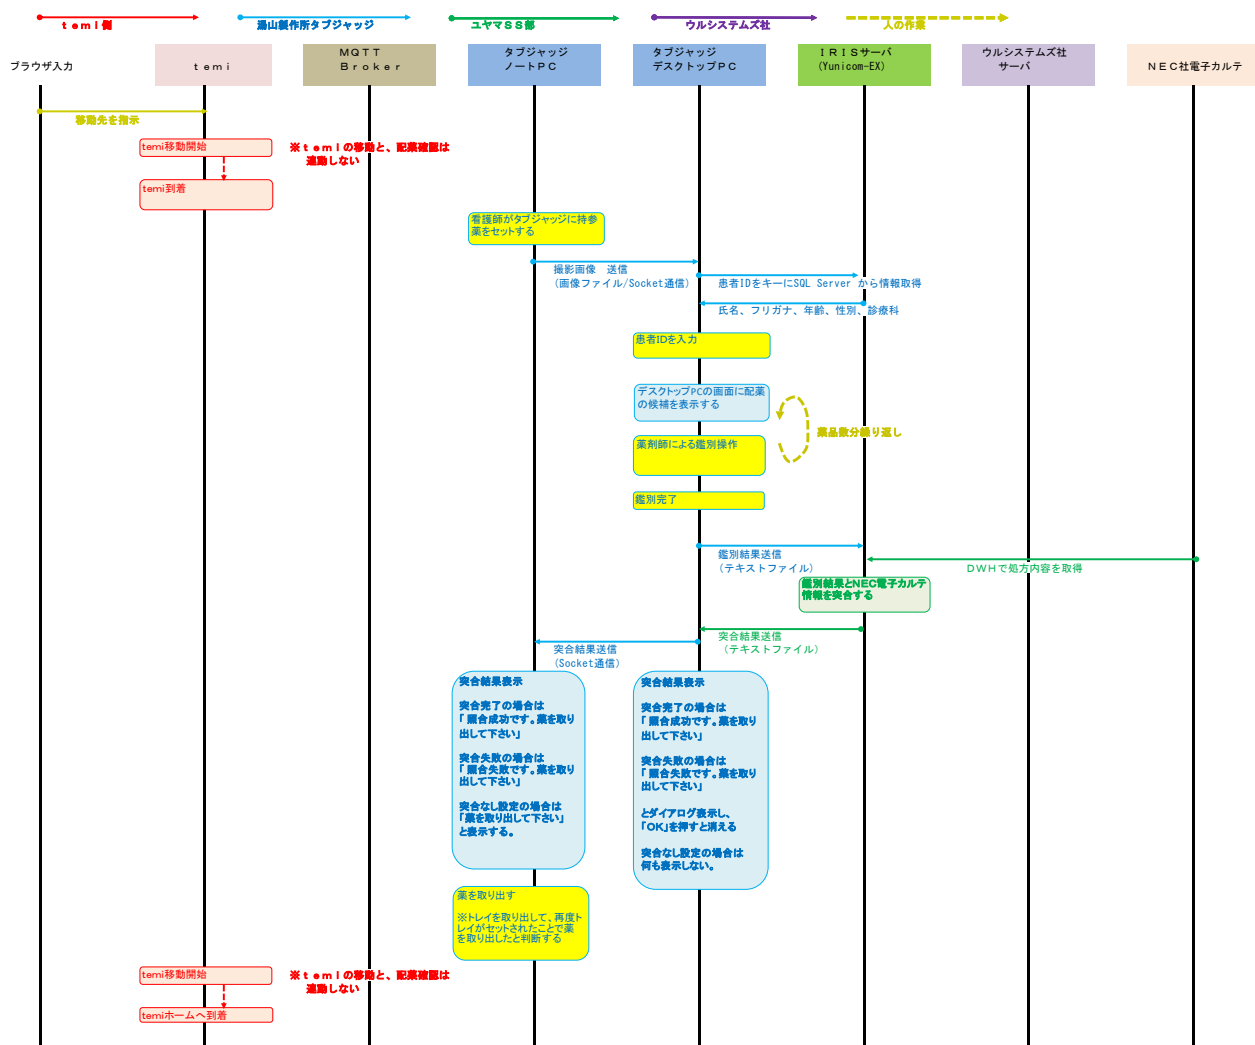 ｔｅｍｉ側
湯山製作所タブジャッジ
ユヤマＳＳ部
ウルシステムズ社
人の作業
ブラウザ入力
ｔｅｍｉ
ＭＱＴＴ
Ｂｒｏｋｅｒ
タブジャッジ
ノートＰＣ
タブジャッジ
デスクトップＰＣ
ＩＲＩＳサーバ
(Yunicom-EX)
ウルシステムズ社
サーバ
ＮＥＣ社電子カルテ
移動先を指示
temi移動開始
※ｔｅｍｉの移動と、配薬確認は
連動しない
temi到着
看護師がタブジャッジに持参
薬をセットする
撮影画像　送信
(画像ファイル/Socket通信)
患者IDをキーにSQL Server から情報取得
氏名、フリガナ、年齢、性別、診療科
患者IDを入力
デスクトップPCの画面に配薬
の候補を表示する
薬品数分繰り返し
薬剤師による鑑別操作
鑑別完了
鑑別結果送信
（テキストファイル）
ＤＷＨで処方内容を取得
鑑別結果とNEC電子カルテ
情報を突合する
突合結果送信
（テキストファイル）
突合結果送信
(Socket通信)
突合結果表示
突合完了の場合は
「照合成功です。薬を取り
出して下さい」
突合失敗の場合は
「照合失敗です。薬を取り
出して下さい」
突合なし設定の場合は
「薬を取り出して下さい」
と表示する。
突合結果表示
突合完了の場合は
「照合成功です。薬を取り
出して下さい」
突合失敗の場合は
「照合失敗です。薬を取り
出して下さい」
とダイアログ表示し、
「OK」を押すと消える
突合なし設定の場合は
何も表示しない。
薬を取り出す
※トレイを取り出して、再度ト
レイがセットされたことで薬
を取り出したと判断する
temi移動開始
※ｔｅｍｉの移動と、配薬確認は
連動しない
temiホームへ到着